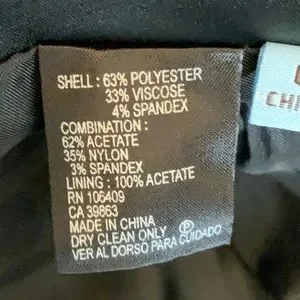 SHELL : 63% POLYESTER
33% VISCOSE
4% SPANDEX
COMBINATION :
62% ACETATE
35% NYLON
3% SPANDEX
LINING : 100% ACETATE
RN 106409
CA 39863
MADE IN CHINA
DRY CLEAN ONLY Ⓟ
VER AL DORSO PARA CUIDADO